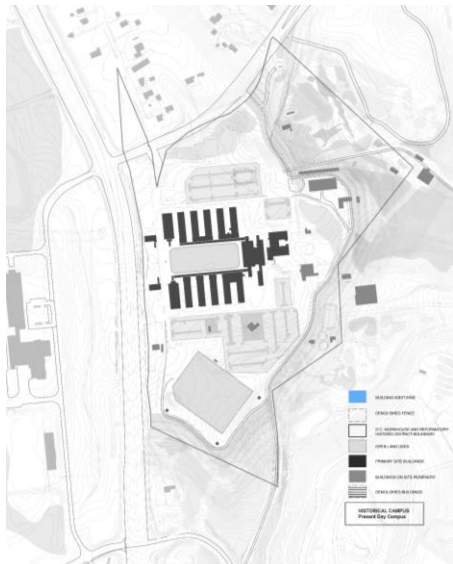 BUILDING EXISTING
DEMOLISHED FENCE
D.C. WORKHOUSE AND REFORMATORY
HISTORIC DISTRICT BOUNDARY
OPEN LAND USES
PRIMARY SITE BUILDINGS
BUILDINGS ON SITE PERIPHERY
DEMOLISHED BUILDINGS
HISTORICAL CAMPUS
Present Day Campus